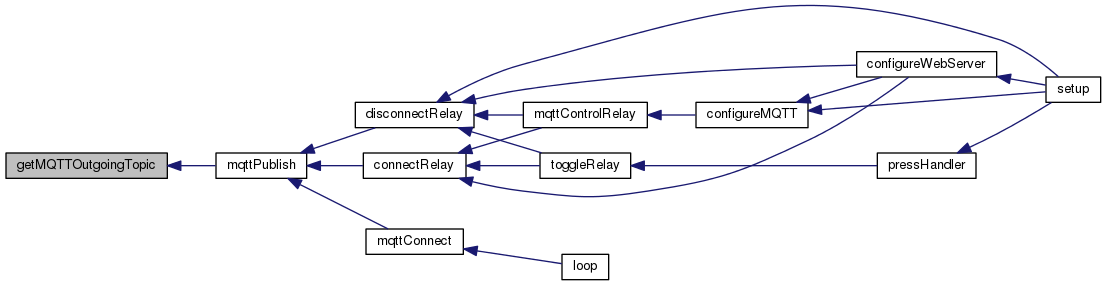 getMQTTOutgoingTopic
mqttPublish
disconnectRelay
connectRelay
mqttConnect
mqttControlRelay
toggleRelay
loop
configureMQTT
configureWebServer
pressHandler
setup